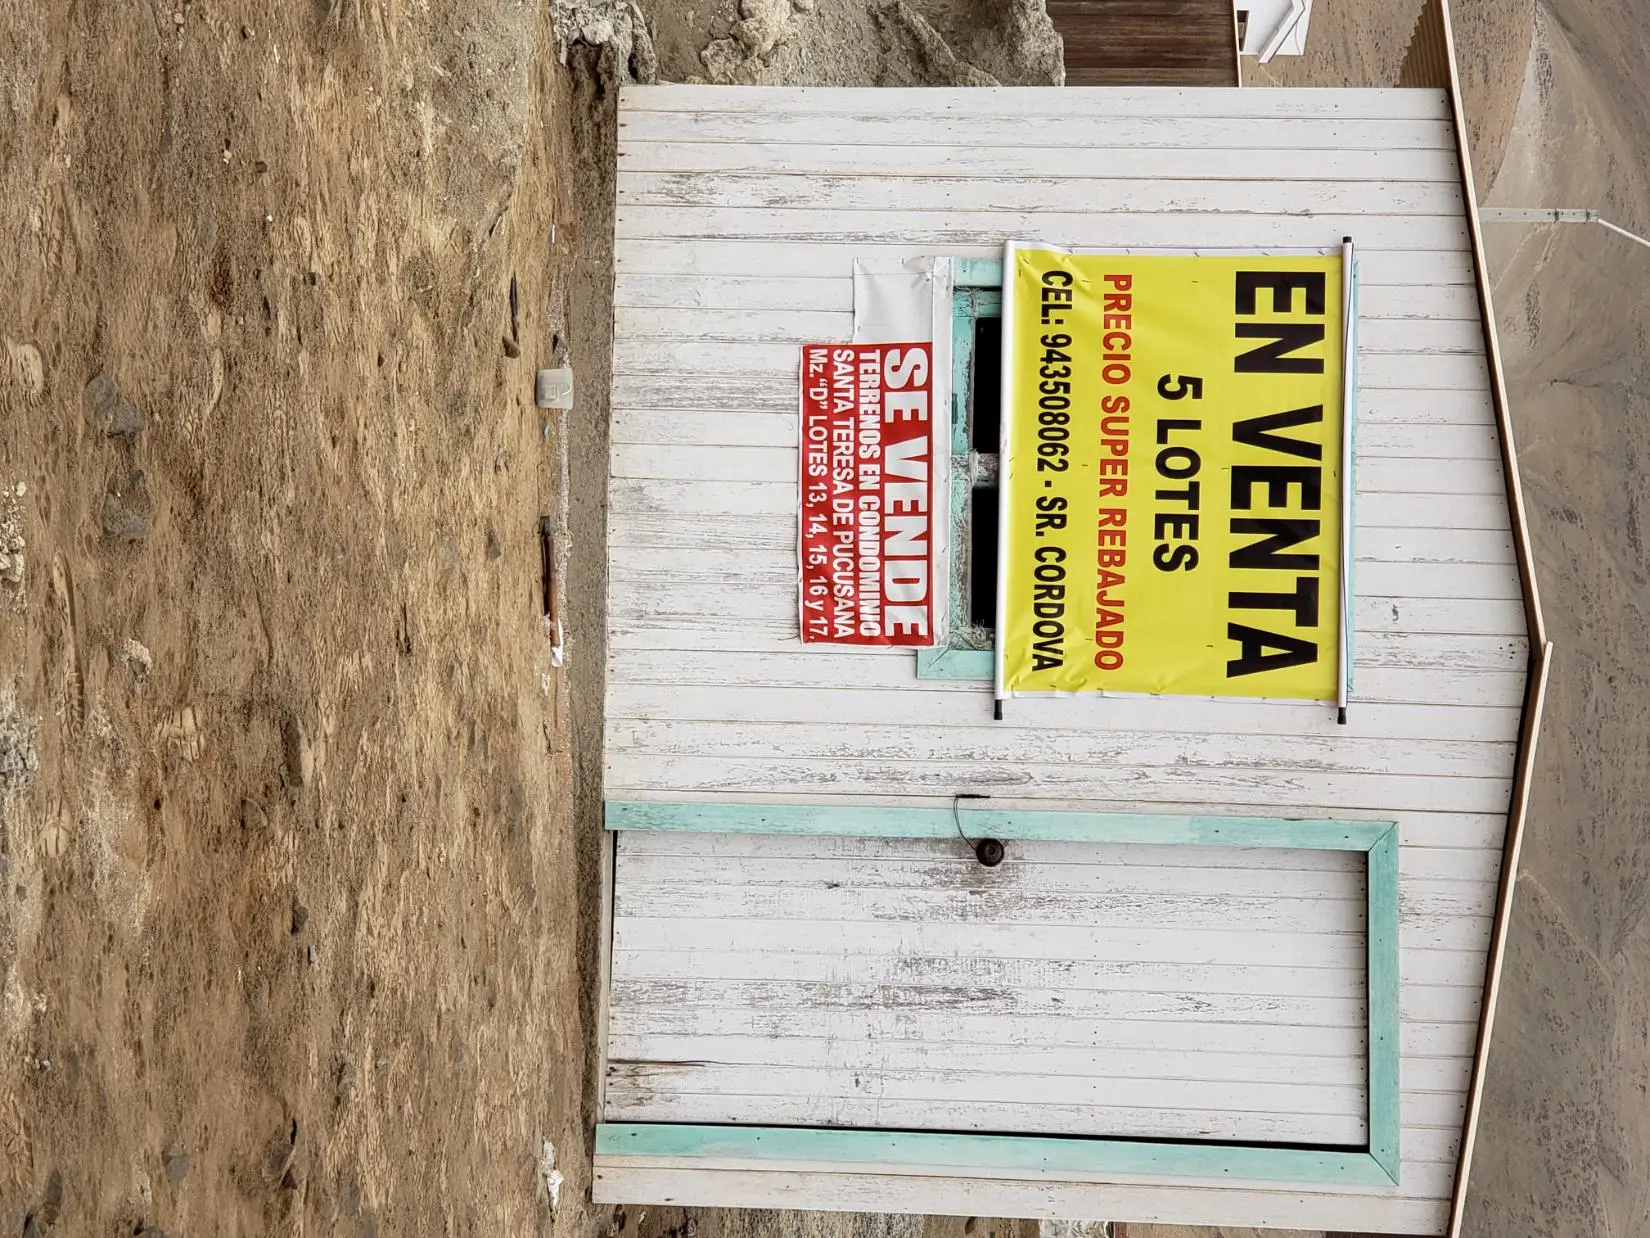 EN VENTA
5 LOTES
PRECIO SUPER REBAJADO
CEL: 943508062 - SR. CORDOVA
SE VENDE
TERRENOS EN CONDOMINIO
SANTA TERESA DE PUCUSANA
Mz. "D" LOTES 13, 14, 15, 16 y 17.